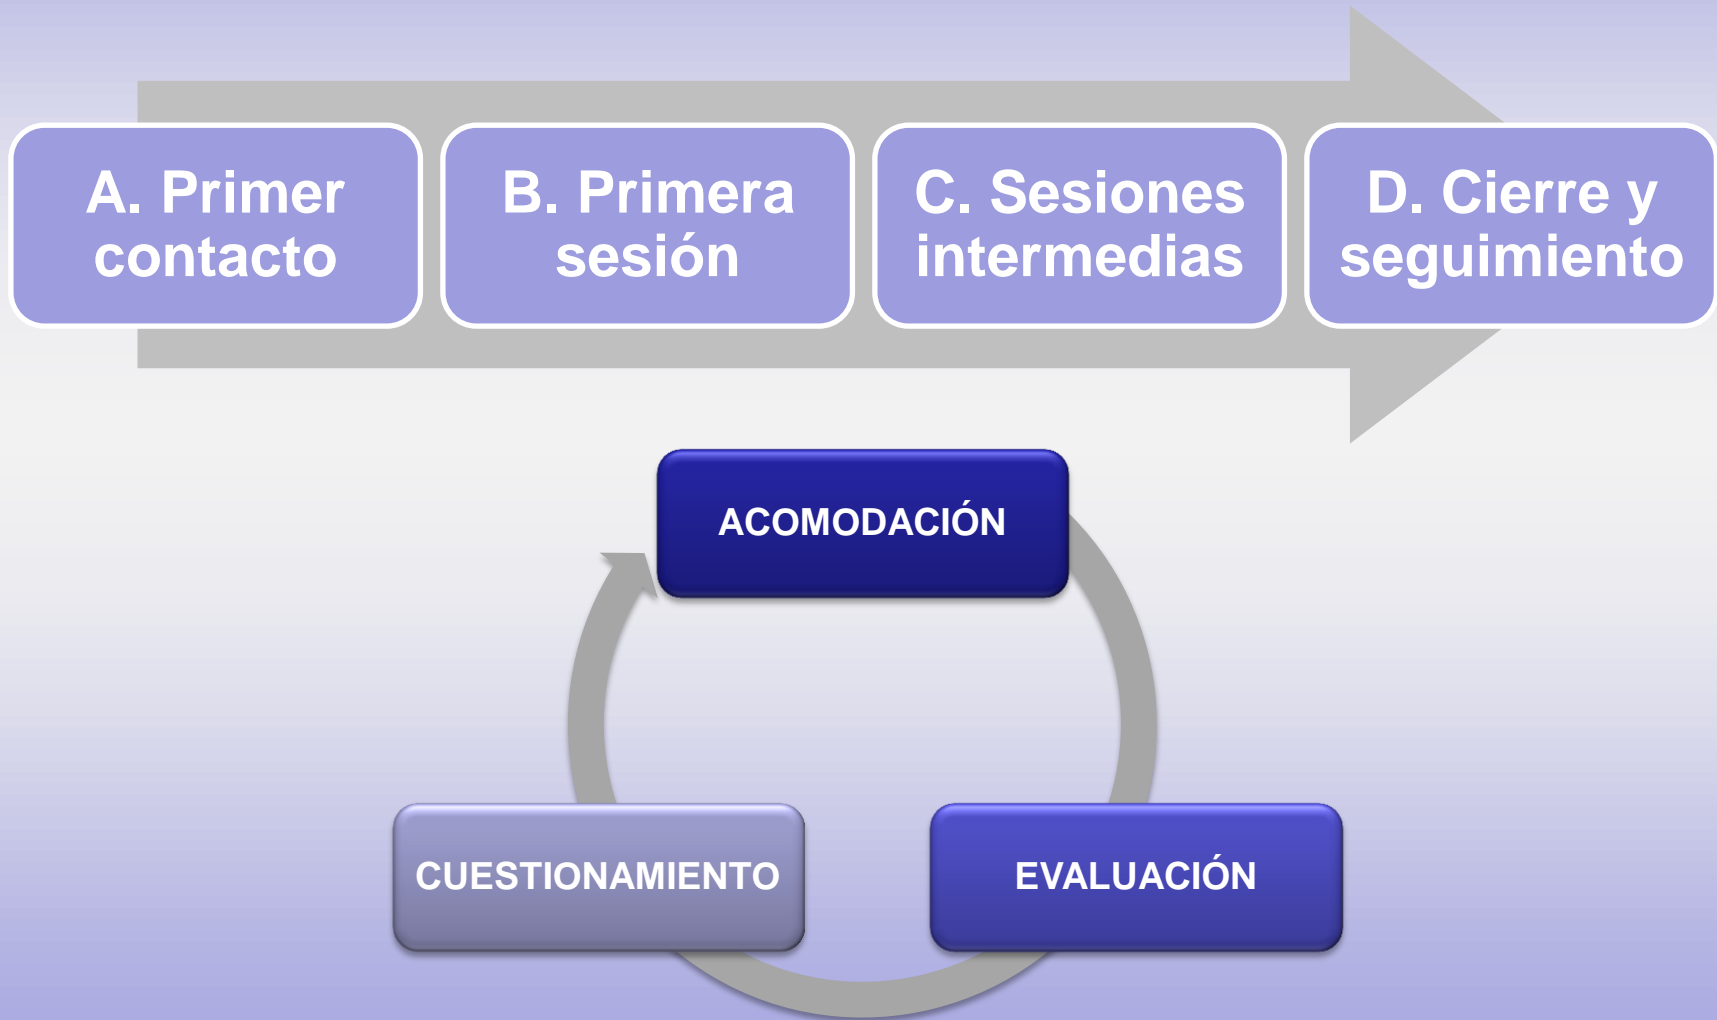 A. Primer
contacto
B. Primera
sesión
C. Sesiones
intermedias
D. Cierre y
seguimiento
ACOMODACIÓN
CUESTIONAMIENTO
EVALUACIÓN